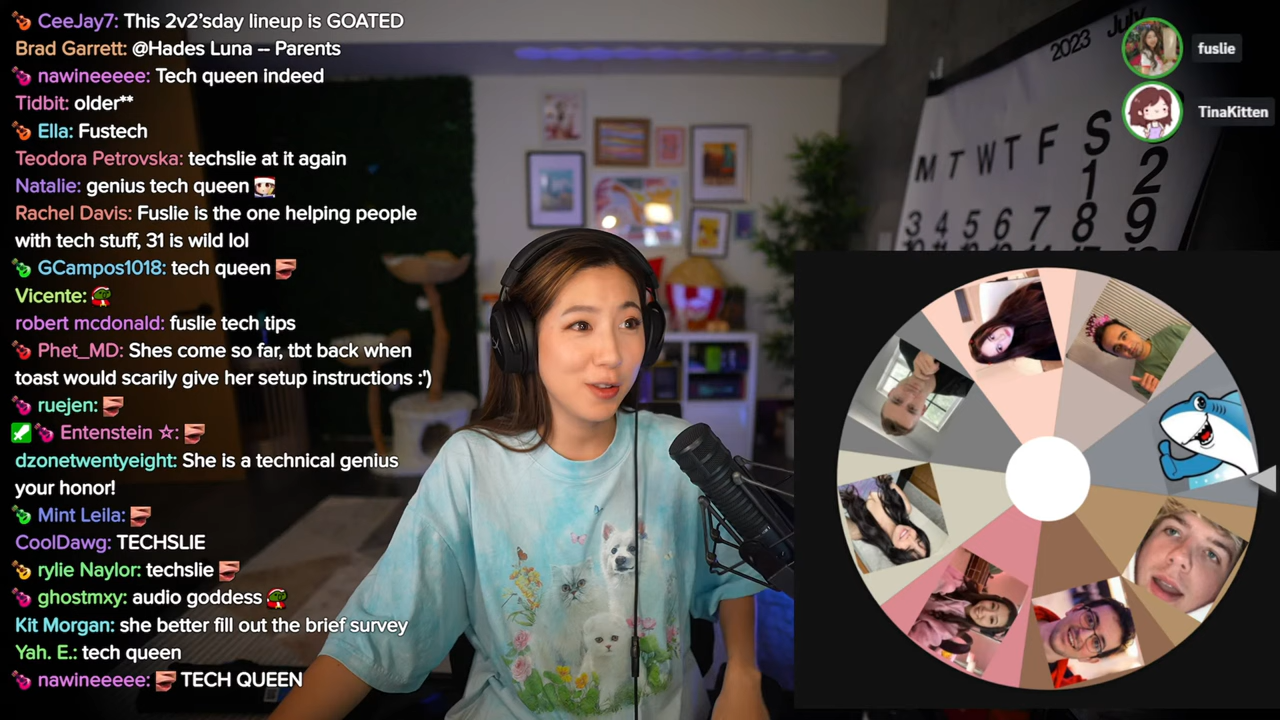 CeeJay7: This 2v2'sday lineup is GOATED
Brad Garrett: @Hades Luna -- Parents
nawineeeee: Tech queen indeed
Tidbit: older**
Ella: Fustech
Teodora Petrovska: techslie at it again
Natalie: genius tech queen
Rachel Davis: Fuslie is the one helping people
with tech stuff, 31 is wild lol
GCampos1018: tech queen
Vicente:
robert mcdonald: fuslie tech tips
Phet_MD: Shes come so far, tbt back when
toast would scarily give her setup instructions :')
ruejen:
Entenstein ☆:
dzonetwentyeight: She is a technical genius
your honor!
Mint Leila:
CoolDawg: TECHSLIE
rylie Naylor: techslie
ghostmxy: audio goddess
Kit Morgan: she better fill out the brief survey
Yah. E.: tech queen
nawineeeee: TECH QUEEN
2023 July
M T W T F S
1 2
3 4 5 6 7 8 9
fuslie
TinaKitten